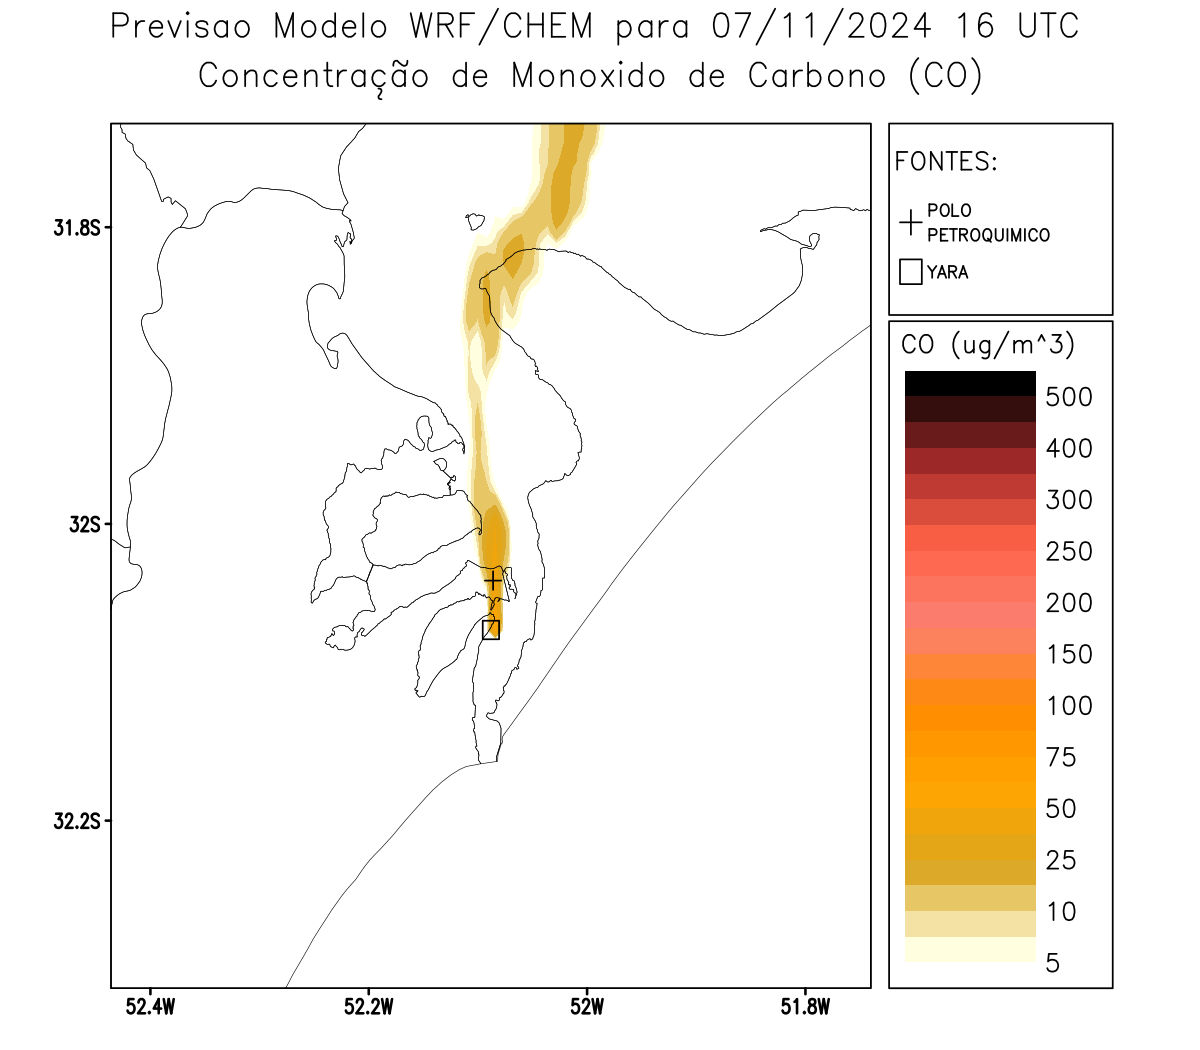 Previsao Modelo WRF/CHEM para 07/11/2024 16 UTC
Concentração de Monoxido de Carbono (CO)
FONTES:
POLO
PETROQUIMICO
YARA
CO (ug/m^3)
500
400
300
250
200
150
100
75
50
25
10
5
31.8S
32S
32.2S
52.4W
52.2W
52W
51.8W